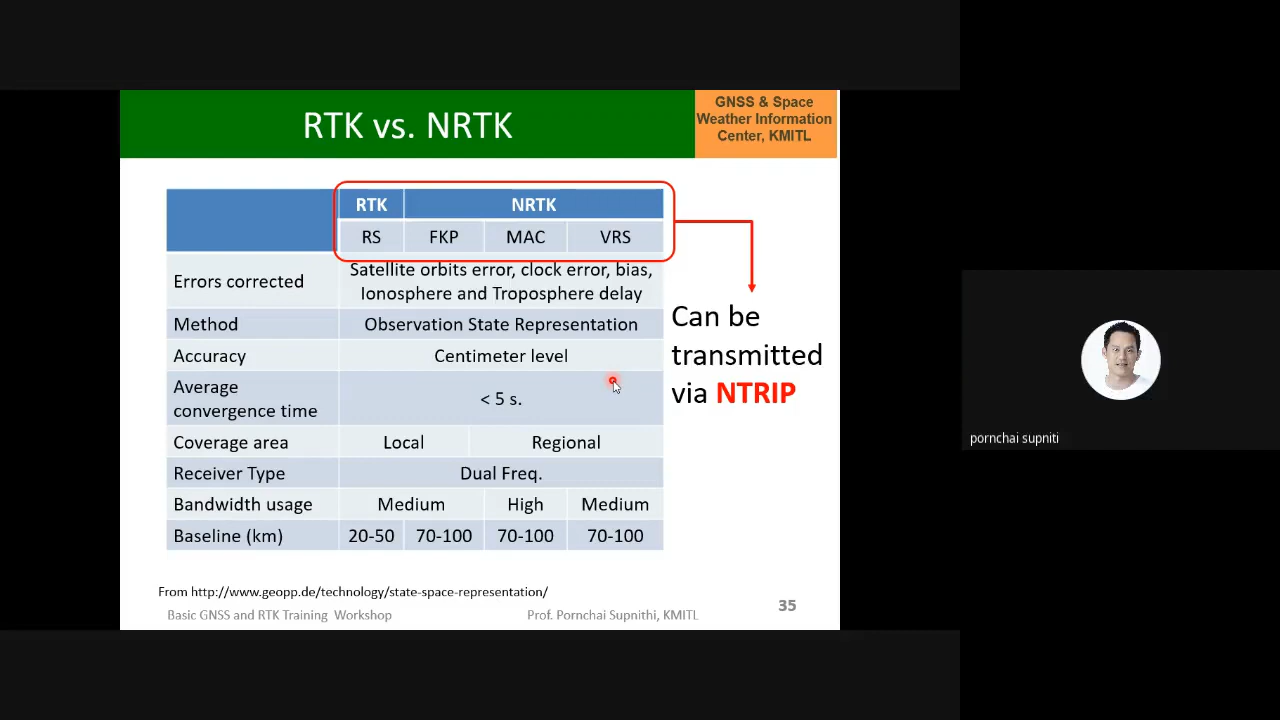 RTK vs. NRTK
GNSS & Space
Weather Information
Center, KMITL
RTK NRTK
RS FKP MAC VRS
Errors corrected
Satellite orbits error, clock error, bias,
Ionosphere and Troposphere delay
Method Observation State Representation
Accuracy Centimeter level
Average
convergence time
< 5 s.
Coverage area Local Regional
Receiver Type Dual Freq.
Bandwidth usage Medium High Medium
Baseline (km) 20-50 70-100 70-100 70-100
Can be
transmitted
via NTRIP
From http://www.geopp.de/technology/state-space-representation/
Basic GNSS and RTK Training Workshop Prof. Pornchai Supnithi, KMITL
35
pornchai supniti